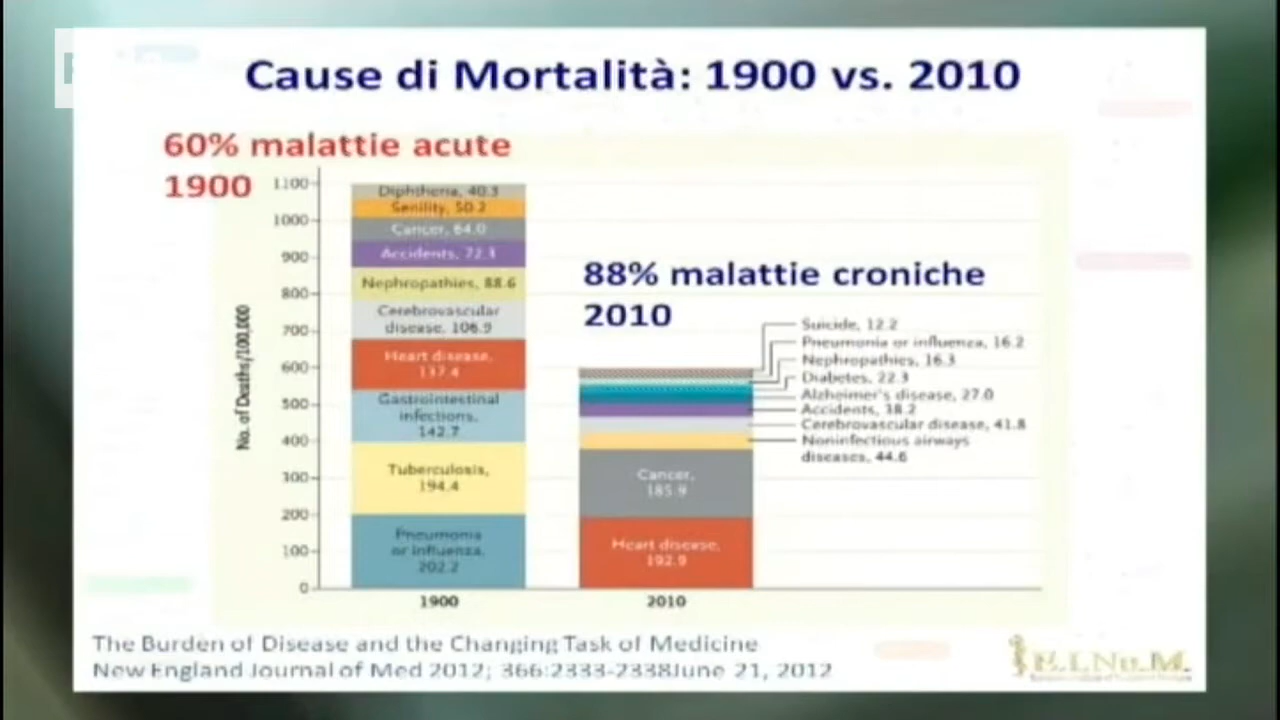 Cause di Mortalità: 1900 vs. 2010
60% malattie acute
1900
88% malattie croniche
2010
No. of Deaths/100,000
1100
1000
900
800
700
600
500
400
300
200
100
0
Diphtheria, 40.3
Senility, 50.2
Cancer, 64.0
Accidents, 72.3
Nephropathies, 88.6
Cerebrovascular
disease, 106.9
Heart disease,
137.4
Gastrointestinal
infections,
142.7
Tuberculosis,
194.4
Pneumonia
or influenza,
202.2
Suicide, 12.2
Pneumonia or influenza, 16.2
Nephropathies, 16.3
Diabetes, 22.3
Alzheimer's disease, 27.0
Accidents, 38.2
Cerebrovascular disease, 41.8
Noninfectious airways
diseases, 44.6
Cancer,
185.9
Heart disease,
192.9
1900
2010
The Burden of Disease and the Changing Task of Medicine
New England Journal of Med 2012; 366:2333-2338June 21, 2012
E.I.Nu.M.